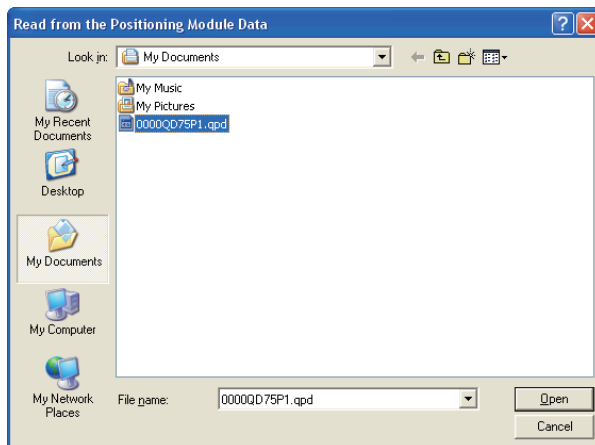 Read from the Positioning Module Data
Look in: My Documents
My Music
My Pictures
0000QD75P1.qpd
My Recent
Documents
Desktop
My Documents
My Computer
My Network
Places
File name: 0000QD75P1.qpd
Open
Cancel